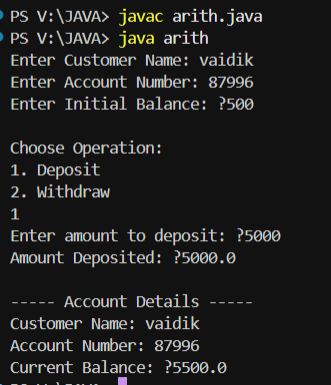 PS V:\JAVA> javac arith.java
PS V:\JAVA> java arith
Enter Customer Name: vaidik
Enter Account Number: 87996
Enter Initial Balance: ?500
Choose Operation:
1. Deposit
2. Withdraw
1
Enter amount to deposit: ?5000
Amount Deposited: ?5000.0
----- Account Details -----
Customer Name: vaidik
Account Number: 87996
Current Balance: ?5500.0